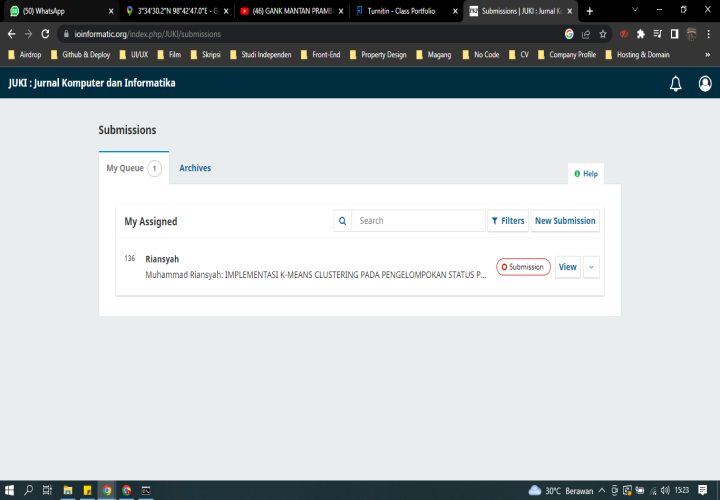 (50) WhatsApp
3°34'30.2"N 98°42'47.0"E - G
(46) GANK MANTAN PRAMB
Turnitin - Class Portfolio
Submissions | JUKI : Jurnal K
ioinformatic.org/index.php/JUKI/submissions
Airdrop
Github & Deploy
UI/UX
Film
Skripsi
Studi Independen
Front-End
Property Design
Magang
No Code
CV
Company Profile
Hosting & Domain
»
JUKI : Jurnal Komputer dan Informatika
Submissions
My Queue 1
Archives
Help
My Assigned
Search
Filters
New Submission
136 Riansyah
Muhammad Riansyah: IMPLEMENTASI K-MEANS CLUSTERING PADA PENGELOMPOKAN STATUS P...
Submission
View
30°C Berawan
15:23